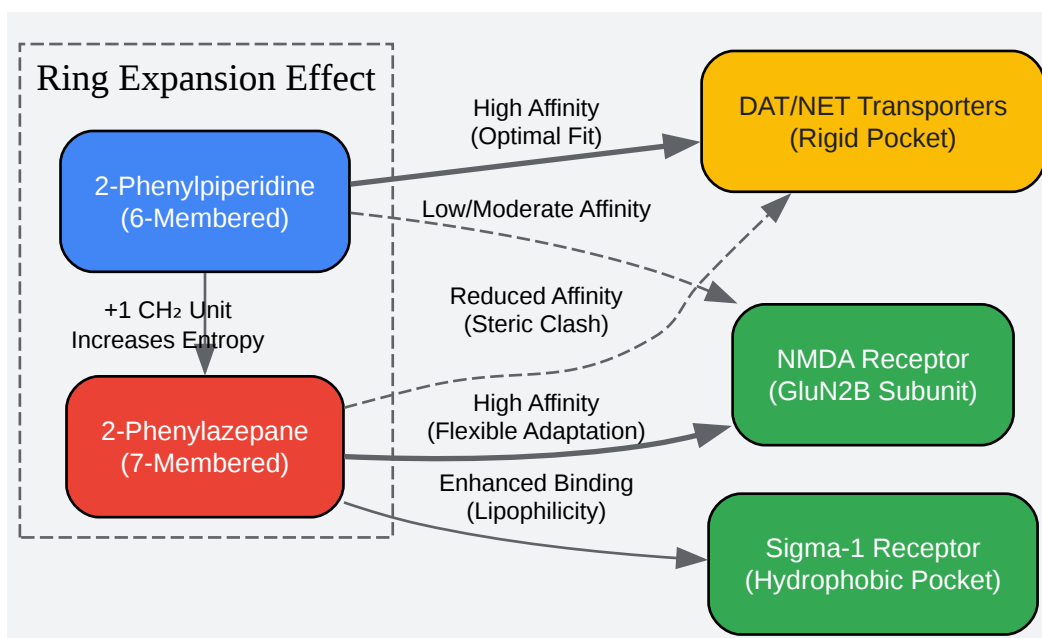 Ring Expansion Effect
2-Phenylpiperidine
(6-Membered)
+1 CH₂ Unit
Increases Entropy
2-Phenylazepane
(7-Membered)
High Affinity
(Optimal Fit)
Low/Moderate Affinity
Reduced Affinity
(Steric Clash)
High Affinity
(Flexible Adaptation)
Enhanced Binding
(Lipophilicity)
DAT/NET Transporters
(Rigid Pocket)
NMDA Receptor
(GluN2B Subunit)
Sigma-1 Receptor
(Hydrophobic Pocket)